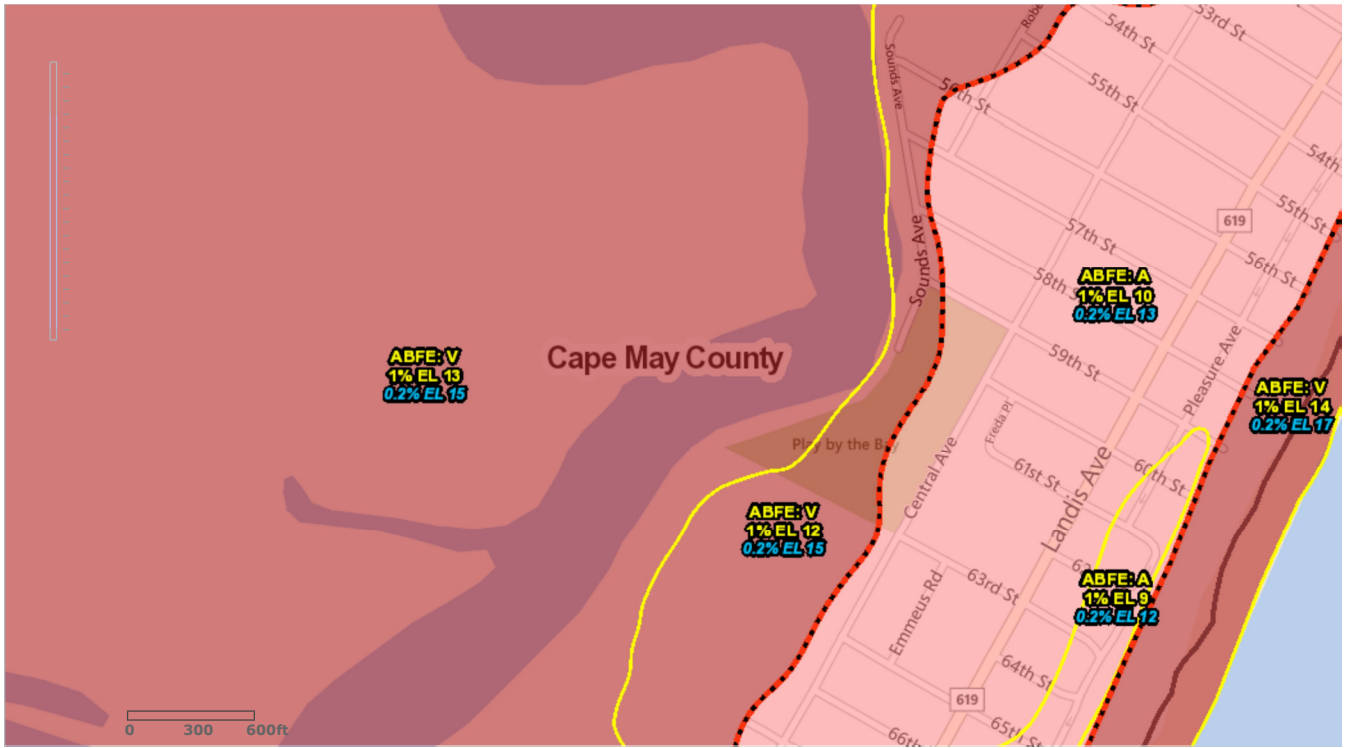 53rd St
54th St
Sounds Ave
56th St
55th St
54th
619
55th St
57th St
56th St
Sounds Ave
58th S
ABFE: A
1% EL 10
0.2% EL 13
59th St
Pleasure Ave
ABFE: V
1% EL 13
0.2% EL 15
Cape May County
ABFE: V
1% EL 14
0.2% EL 17
Freda Pl
Play by the Bay
Central Ave
61st St
Landis Ave
60th St
ABFE: V
1% EL 12
0.2% EL 15
63rd St
62
Emmeus Rd
ABFE: A
1% EL 9
0.2% EL 12
64th St
619
65th St
66th
0 300 600ft